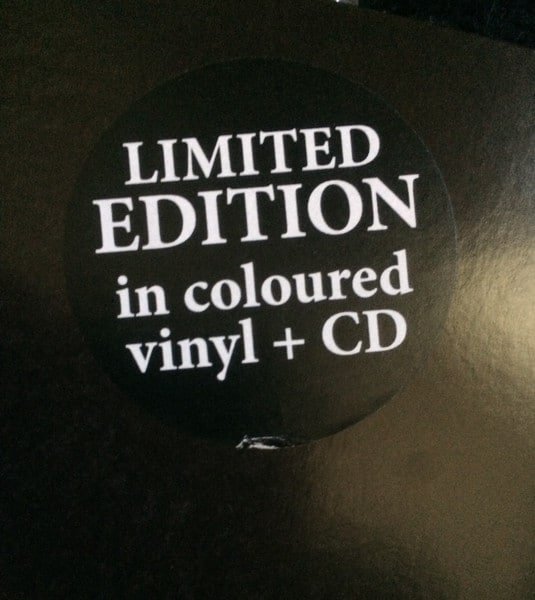 LIMITED
EDITION
in coloured
vinyl + CD